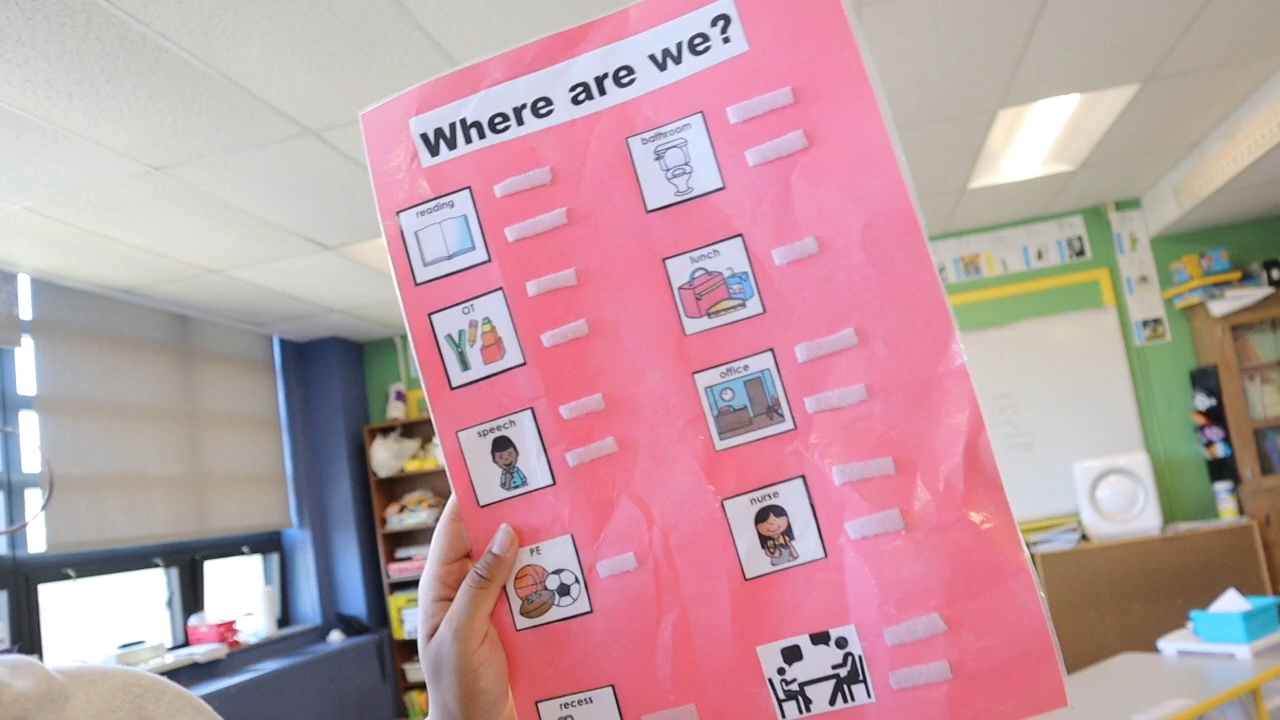 Where are we?
reading
OT
speech
PE
recess
bathroom
lunch
office
nurse